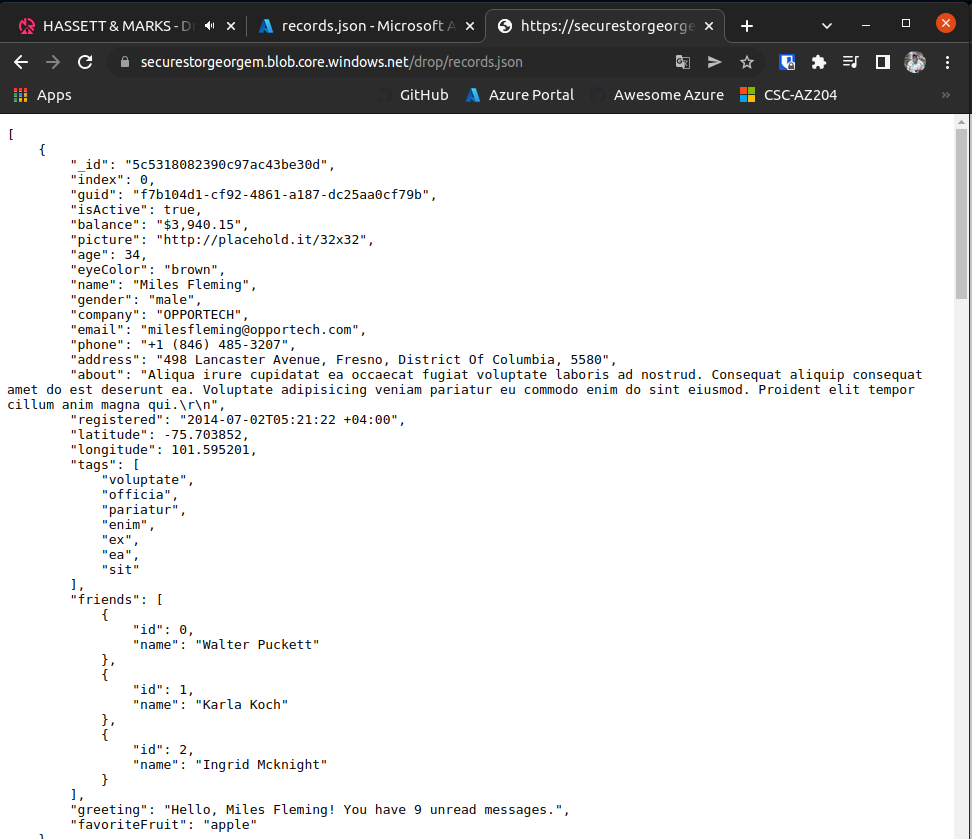 HASSETT & MARKS - D
records.json - Microsoft A
https://securestorgeorge
securestorgeorgem.blob.core.windows.net/drop/records.json
Apps
GitHub
Azure Portal
Awesome Azure
CSC-AZ204
»
[
    {
        "_id": "5c5318082390c97ac43be30d",
        "index": 0,
        "guid": "f7b104d1-cf92-4861-a187-dc25aa0cf79b",
        "isActive": true,
        "balance": "$3,940.15",
        "picture": "http://placehold.it/32x32",
        "age": 34,
        "eyeColor": "brown",
        "name": "Miles Fleming",
        "gender": "male",
        "company": "OPPORTECH",
        "email": "milesfleming@opportech.com",
        "phone": "+1 (846) 485-3207",
        "address": "498 Lancaster Avenue, Fresno, District Of Columbia, 5580",
        "about": "Aliqua irure cupidatat ea occaecat fugiat voluptate laboris ad nostrud. Consequat aliquip consequat
amet do est deserunt ea. Voluptate adipisicing veniam pariatur eu commodo enim do sint eiusmod. Proident elit tempor
cillum anim magna qui.\r\n",
        "registered": "2014-07-02T05:21:22 +04:00",
        "latitude": -75.703852,
        "longitude": 101.595201,
        "tags": [
            "voluptate",
            "officia",
            "pariatur",
            "enim",
            "ex",
            "ea",
            "sit"
        ],
        "friends": [
            {
                "id": 0,
                "name": "Walter Puckett"
            },
            {
                "id": 1,
                "name": "Karla Koch"
            },
            {
                "id": 2,
                "name": "Ingrid Mcknight"
            }
        ],
        "greeting": "Hello, Miles Fleming! You have 9 unread messages.",
        "favoriteFruit": "apple"